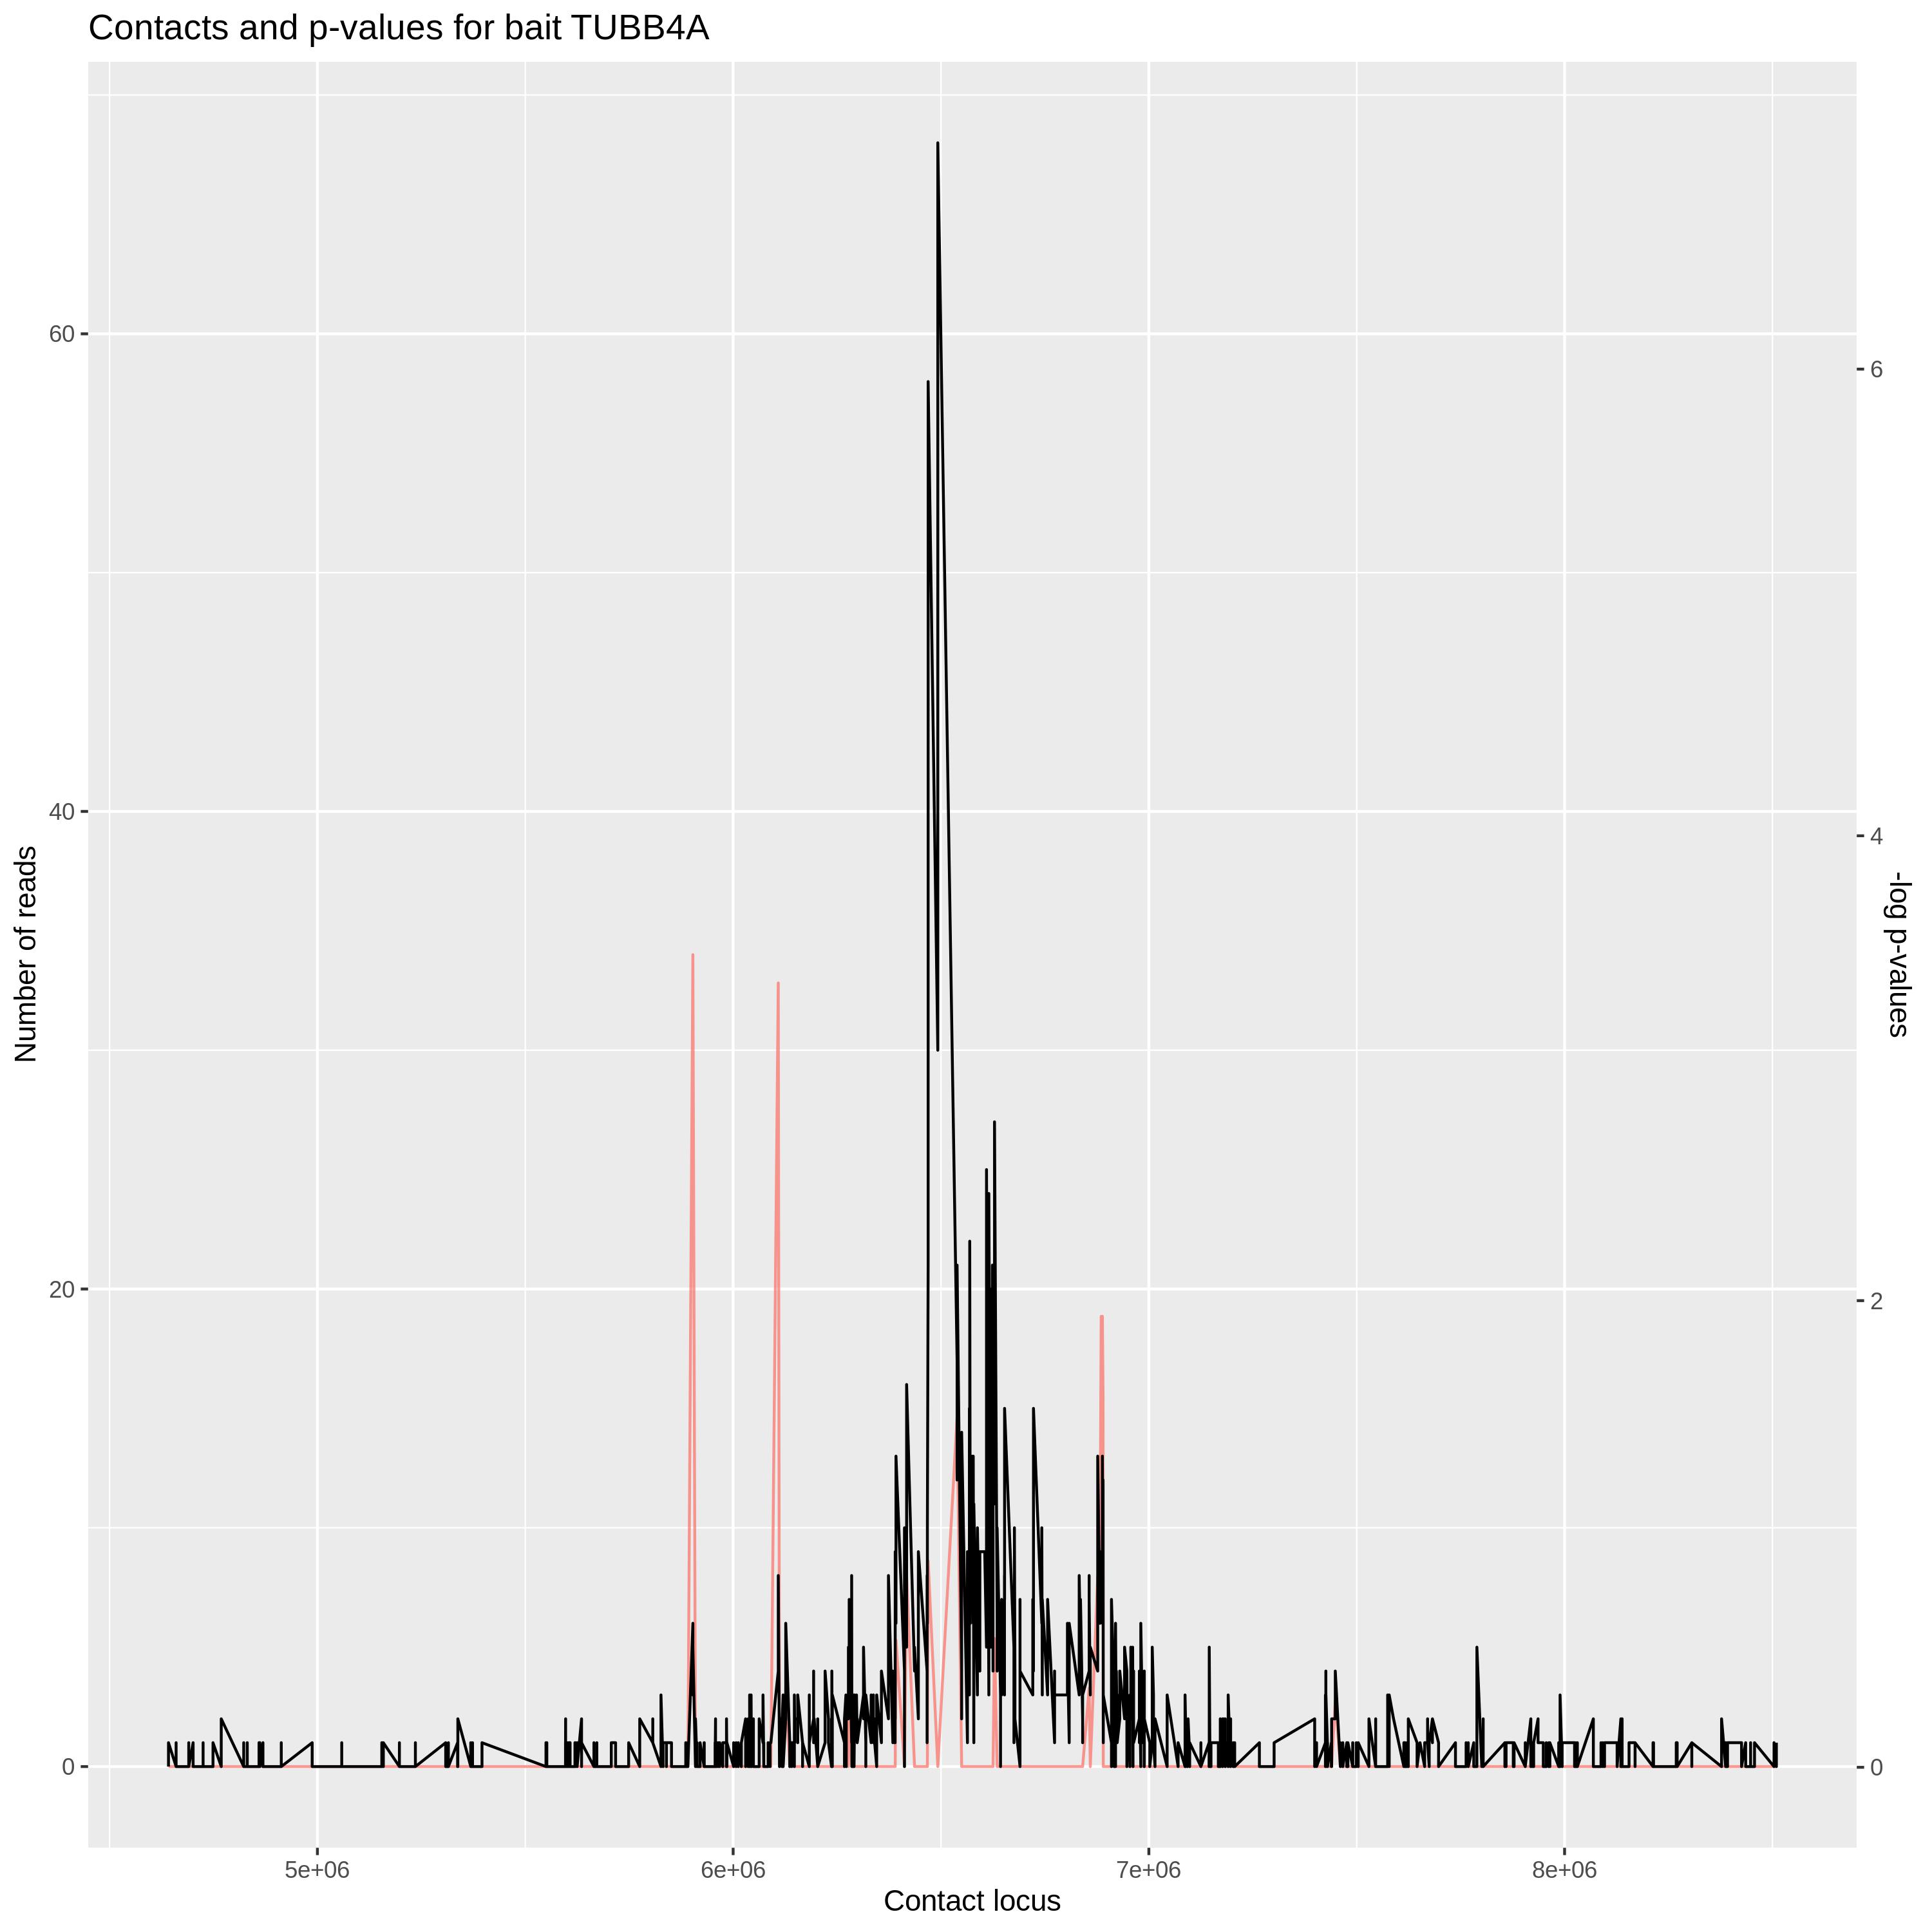 Contacts and p-values for bait TUBB4A
60
40
20
0
6
4
2
0
Number of reads
-log p-values
5e+06
6e+06
7e+06
8e+06
Contact locus